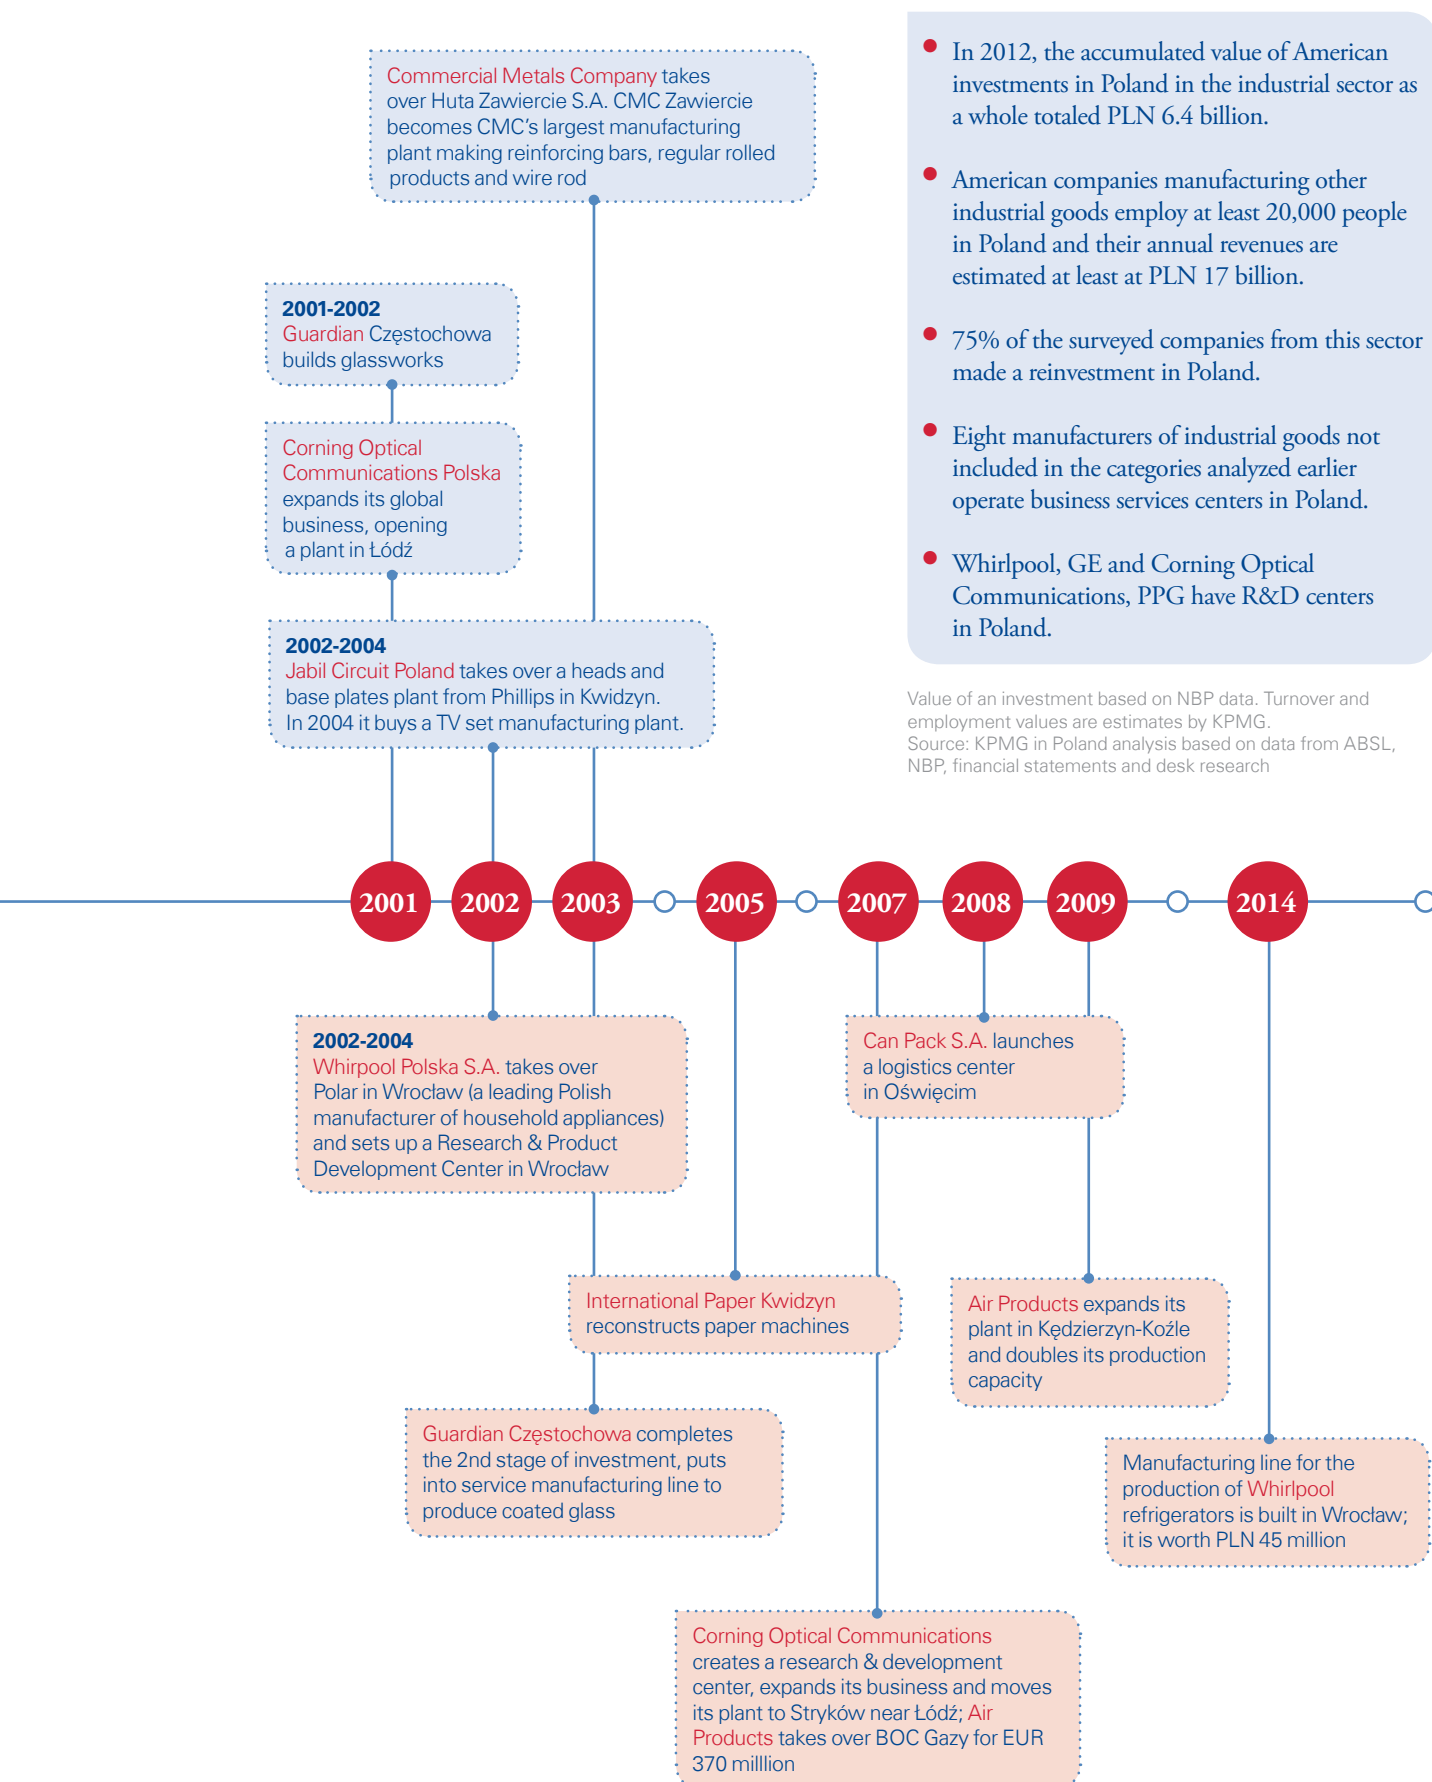 Commercial Metals Company takes
over Huta Zawiercie S.A. CMC Zawiercie
becomes CMC's largest manufacturing
plant making reinforcing bars, regular rolled
products and wire rod
2001-2002
Guardian Częstochowa
builds glassworks
Corning Optical
Communications Polska
expands its global
business, opening
a plant in Łódź
2002-2004
Jabil Circuit Poland takes over a heads and
base plates plant from Phillips in Kwidzyn.
In 2004 it buys a TV set manufacturing plant.
• In 2012, the accumulated value of American
investments in Poland in the industrial sector as
a whole totaled PLN 6.4 billion.
• American companies manufacturing other
industrial goods employ at least 20,000 people
in Poland and their annual revenues are
estimated at least at PLN 17 billion.
• 75% of the surveyed companies from this sector
made a reinvestment in Poland.
• Eight manufacturers of industrial goods not
included in the categories analyzed earlier
operate business services centers in Poland.
• Whirlpool, GE and Corning Optical
Communications, PPG have R&D centers
in Poland.
Value of an investment based on NBP data. Turnover and
employment values are estimates by KPMG.
Source: KPMG in Poland analysis based on data from ABSL,
NBP, financial statements and desk research
2001 2002 2003 2005 2007 2008 2009 2014
2002-2004
Whirpool Polska S.A. takes over
Polar in Wrocław (a leading Polish
manufacturer of household appliances)
and sets up a Research & Product
Development Center in Wrocław
Can Pack S.A. launches
a logistics center
in Oświęcim
International Paper Kwidzyn
reconstructs paper machines
Air Products expands its
plant in Kędzierzyn-Koźle
and doubles its production
capacity
Guardian Częstochowa completes
the 2nd stage of investment, puts
into service manufacturing line to
produce coated glass
Manufacturing line for the
production of Whirlpool
refrigerators is built in Wrocław;
it is worth PLN 45 million
Corning Optical Communications
creates a research & development
center, expands its business and moves
its plant to Stryków near Łódź; Air
Products takes over BOC Gazy for EUR
370 milllion